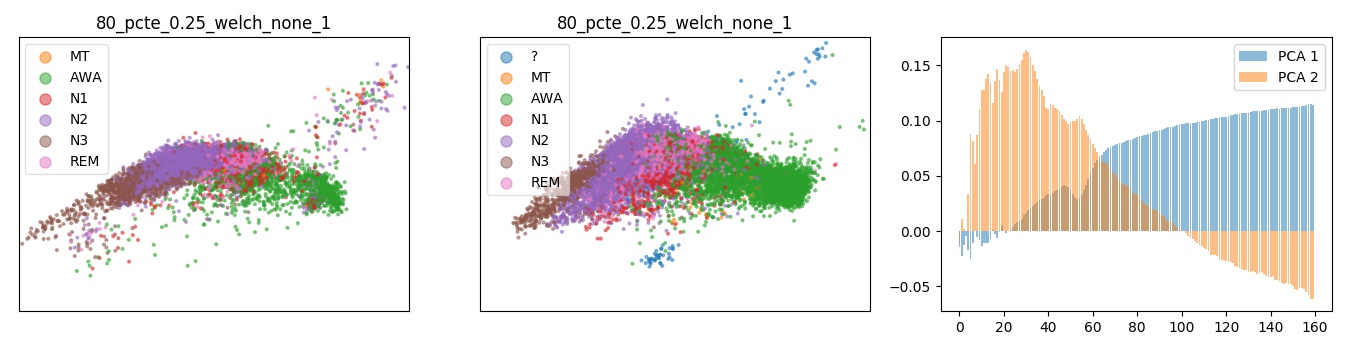 80_pcte_0.25_welch_none_1
MT
AWA
N1
N2
N3
REM
80_pcte_0.25_welch_none_1
?
MT
AWA
N1
N2
N3
REM
PCA 1
PCA 2
0.15
0.10
0.05
0.00
−0.05
0 20 40 60 80 100 120 140 160